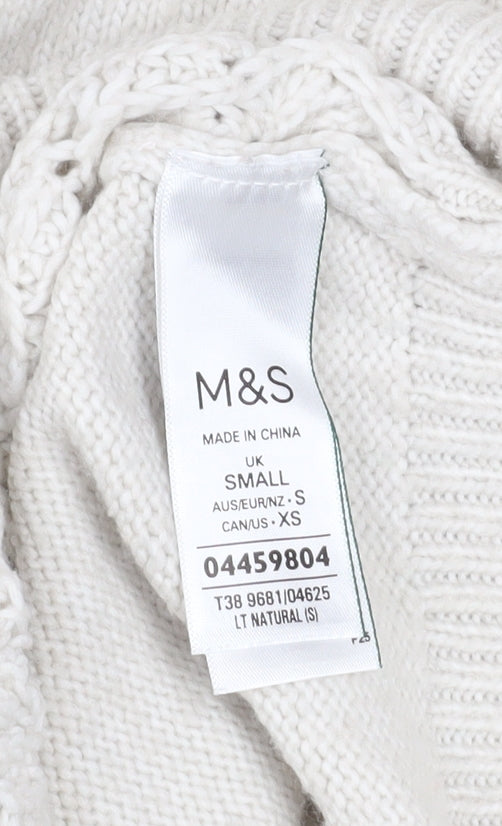 M&S
MADE IN CHINA
UK
SMALL
AUS/EUR/NZ • S
CAN/US • XS
04459804
T38 9681/04625
LT NATURAL (S)